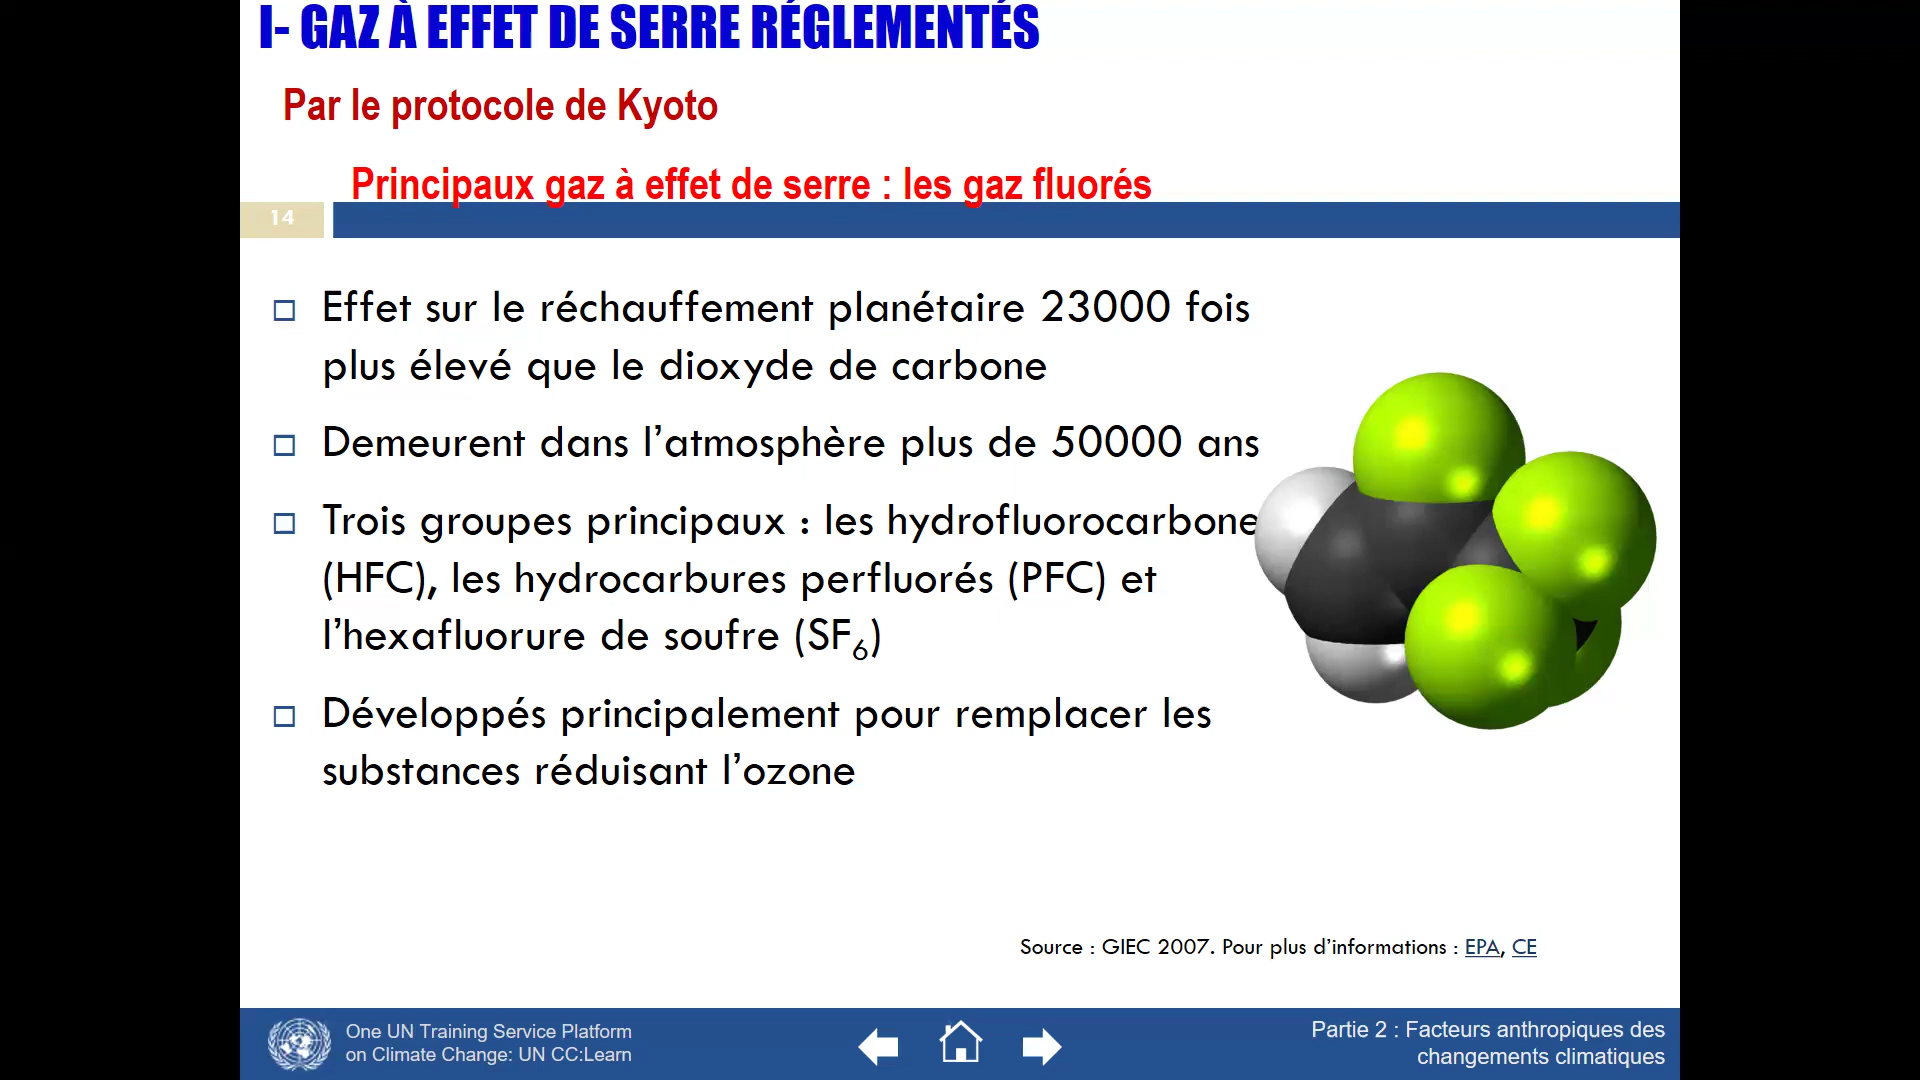 I- GAZ À EFFET DE SERRE RÉGLEMENTÉS
Par le protocole de Kyoto
Principaux gaz à effet de serre : les gaz fluorés
14
Effet sur le réchauffement planétaire 23000 fois
plus élevé que le dioxyde de carbone
Demeurent dans l’atmosphère plus de 50000 ans
Trois groupes principaux : les hydrofluorocarbone
(HFC), les hydrocarbures perfluorés (PFC) et
l’hexafluorure de soufre (SF₆)
Développés principalement pour remplacer les
substances réduisant l’ozone
Source : GIEC 2007. Pour plus d’informations : EPA, CE
One UN Training Service Platform
on Climate Change: UN CC:Learn
Partie 2 : Facteurs anthropiques des
changements climatiques